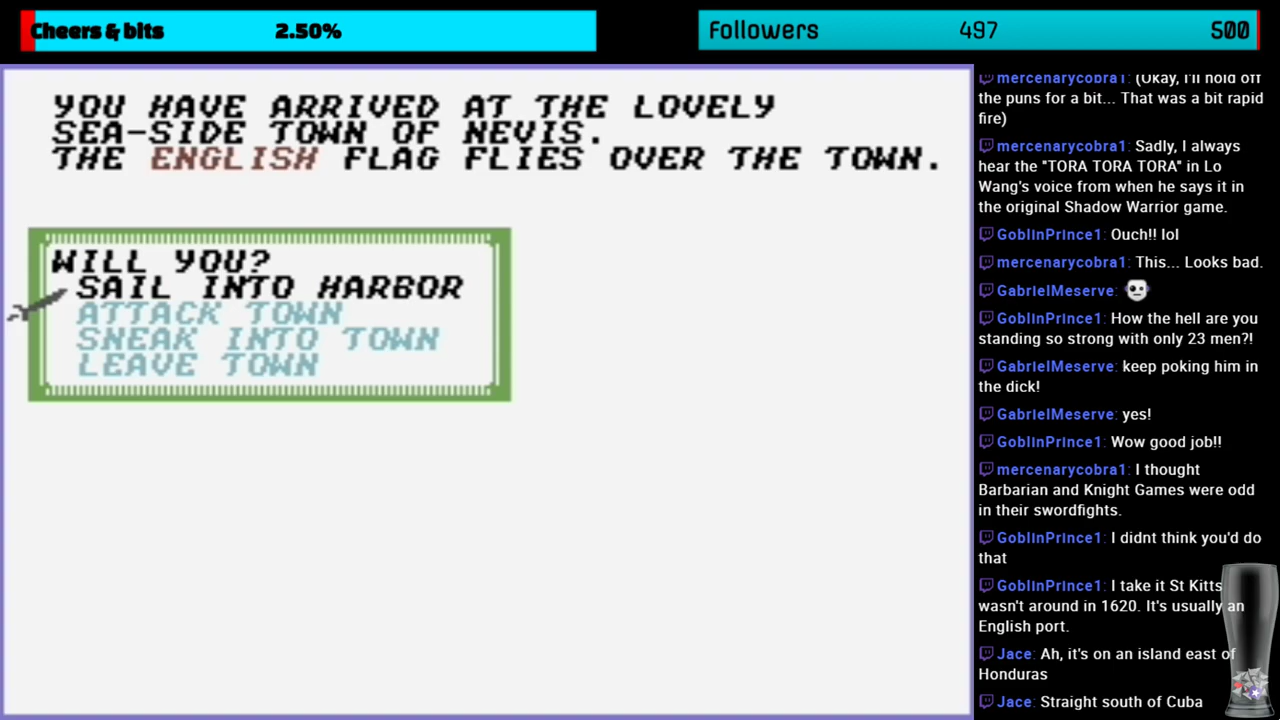 Cheers & bits 2.50%
Followers 497 500
YOU HAVE ARRIVED AT THE LOVELY
SEA-SIDE TOWN OF NEVIS.
THE ENGLISH FLAG FLIES OVER THE TOWN.
WILL YOU?
SAIL INTO HARBOR
ATTACK TOWN
SNEAK INTO TOWN
LEAVE TOWN
mercenarycobra1: (Okay, I'll hold off
the puns for a bit... That was a bit rapid
fire)
mercenarycobra1: Sadly, I always
hear the "TORA TORA TORA" in Lo
Wang's voice from when he says it in
the original Shadow Warrior game.
GoblinPrince1: Ouch!! lol
mercenarycobra1: This... Looks bad.
GabrielMeserve:
GoblinPrince1: How the hell are you
standing so strong with only 23 men?!
GabrielMeserve: keep poking him in
the dick!
GabrielMeserve: yes!
GoblinPrince1: Wow good job!!
mercenarycobra1: I thought
Barbarian and Knight Games were odd
in their swordfights.
GoblinPrince1: I didnt think you'd do
that
GoblinPrince1: I take it St Kitts
wasn't around in 1620. It's usually an
English port.
Jace: Ah, it's on an island east of
Honduras
Jace: Straight south of Cuba